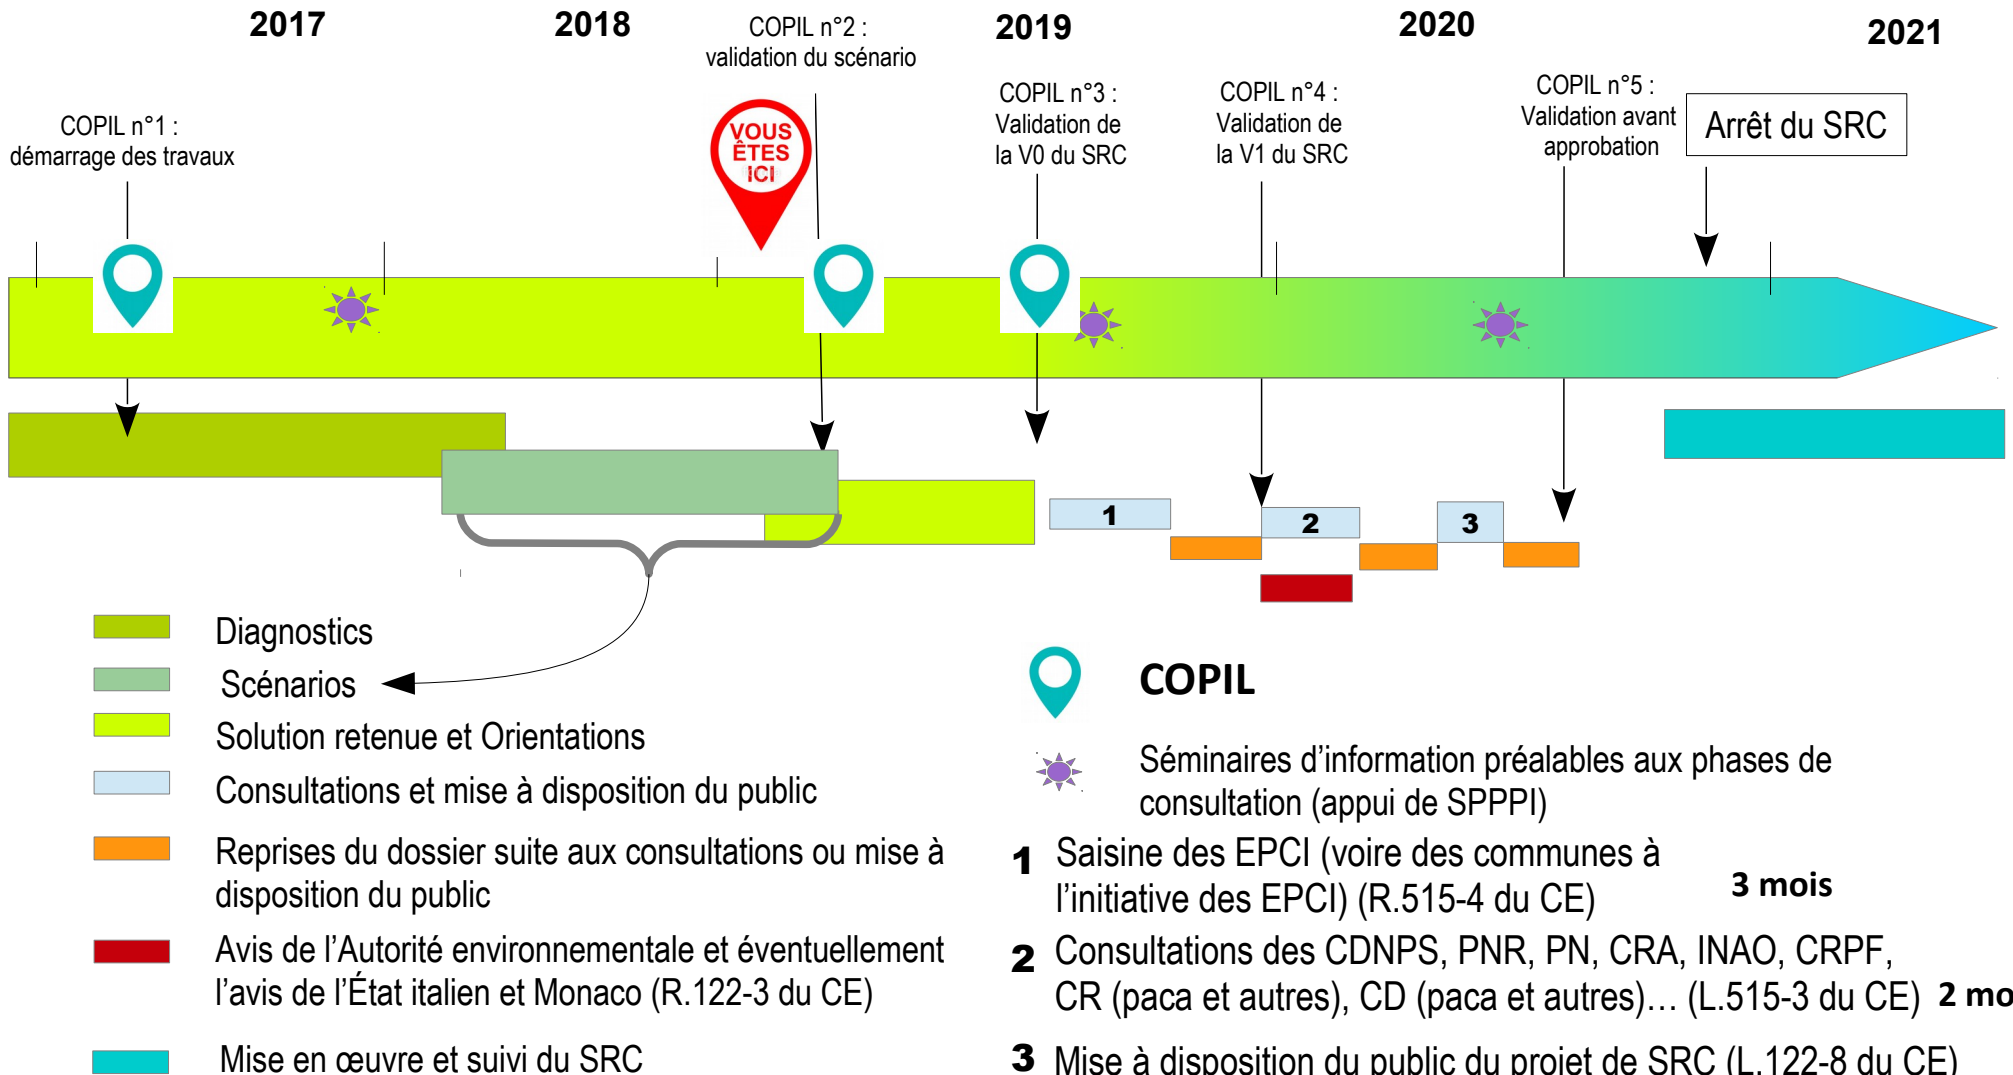 2017
2018
2019
2020
2021
COPIL n°1 :
démarrage des travaux
COPIL n°2 :
validation du scénario
VOUS
ÊTES
ICI
COPIL n°3 :
Validation de
la V0 du SRC
COPIL n°4 :
Validation de
la V1 du SRC
COPIL n°5 :
Validation avant
approbation
Arrêt du SRC
1
2
3
Diagnostics
Scénarios
Solution retenue et Orientations
Consultations et mise à disposition du public
Reprises du dossier suite aux consultations ou mise à
disposition du public
Avis de l’Autorité environnementale et éventuellement
l’avis de l’État italien et Monaco (R.122-3 du CE)
Mise en œuvre et suivi du SRC
COPIL
Séminaires d’information préalables aux phases de
consultation (appui de SPPPI)
1 Saisine des EPCI (voire des communes à
l’initiative des EPCI) (R.515-4 du CE) 3 mois
2 Consultations des CDNPS, PNR, PN, CRA, INAO, CRPF,
CR (paca et autres), CD (paca et autres)… (L.515-3 du CE) 2 mo
3 Mise à disposition du public du projet de SRC (L.122-8 du CE)